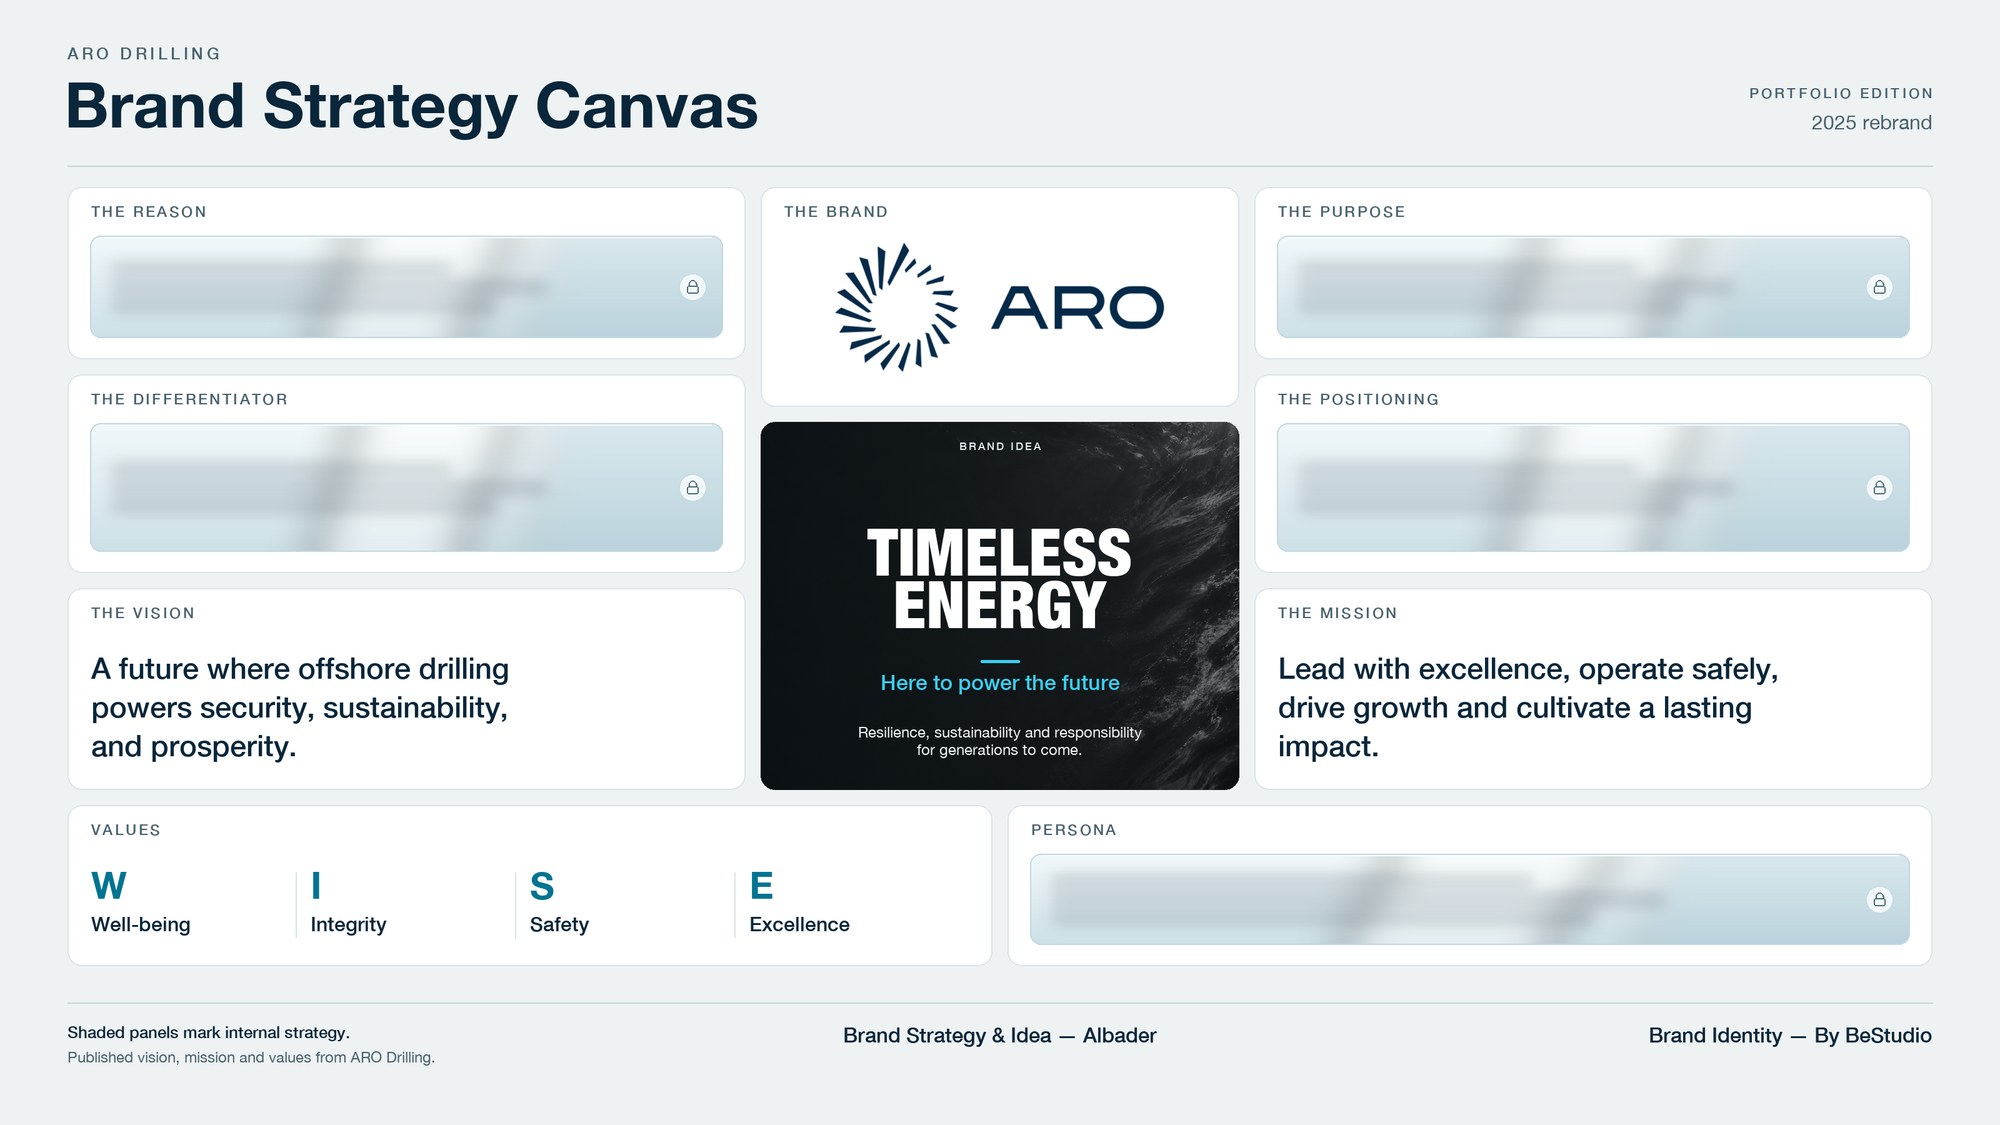 ARO DRILLING
Brand Strategy Canvas
PORTFOLIO EDITION
2025 rebrand
THE REASON
THE BRAND
ARO
THE PURPOSE
THE DIFFERENTIATOR
THE POSITIONING
BRAND IDEA
TIMELESS
ENERGY
Here to power the future
Resilience, sustainability and responsibility
for generations to come.
THE VISION
A future where offshore drilling
powers security, sustainability,
and prosperity.
THE MISSION
Lead with excellence, operate safely,
drive growth and cultivate a lasting
impact.
VALUES
W
Well-being
I
Integrity
S
Safety
E
Excellence
PERSONA
Shaded panels mark internal strategy.
Published vision, mission and values from ARO Drilling.
Brand Strategy & Idea — Albader
Brand Identity — By BeStudio